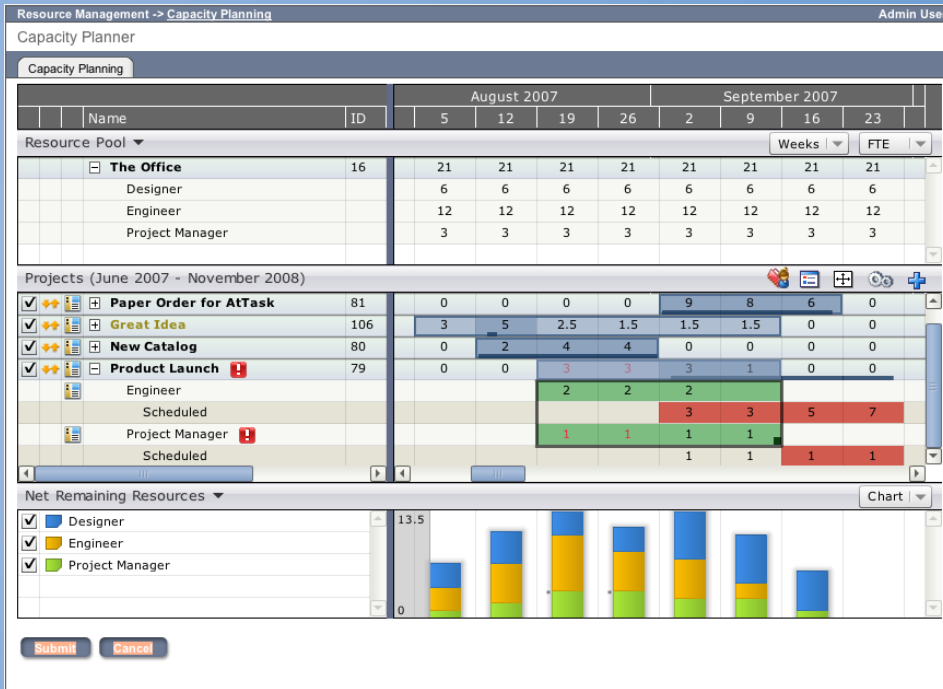 Resource Management -> Capacity Planning Admin Use
Capacity Planner
Capacity Planning
August 2007 September 2007
Name ID 5 12 19 26 2 9 16 23
Resource Pool Weeks FTE
The Office 16 21 21 21 21 21 21 21 21
Designer 6 6 6 6 6 6 6 6
Engineer 12 12 12 12 12 12 12 12
Project Manager 3 3 3 3 3 3 3 3
Projects (June 2007 - November 2008)
Paper Order for AtTask 81 0 0 0 0 9 8 6 0
Great Idea 106 3 5 2.5 1.5 1.5 1.5 0 0
New Catalog 80 0 2 4 4 0 0 0 0
Product Launch 79 0 0 3 3 3 1 0 0
Engineer 2 2 2
Scheduled 3 3 5 7
Project Manager 1 1 1 1
Scheduled 1 1 1 1
Net Remaining Resources Chart
Designer 13.5
Engineer
Project Manager
0
Submit Cancel